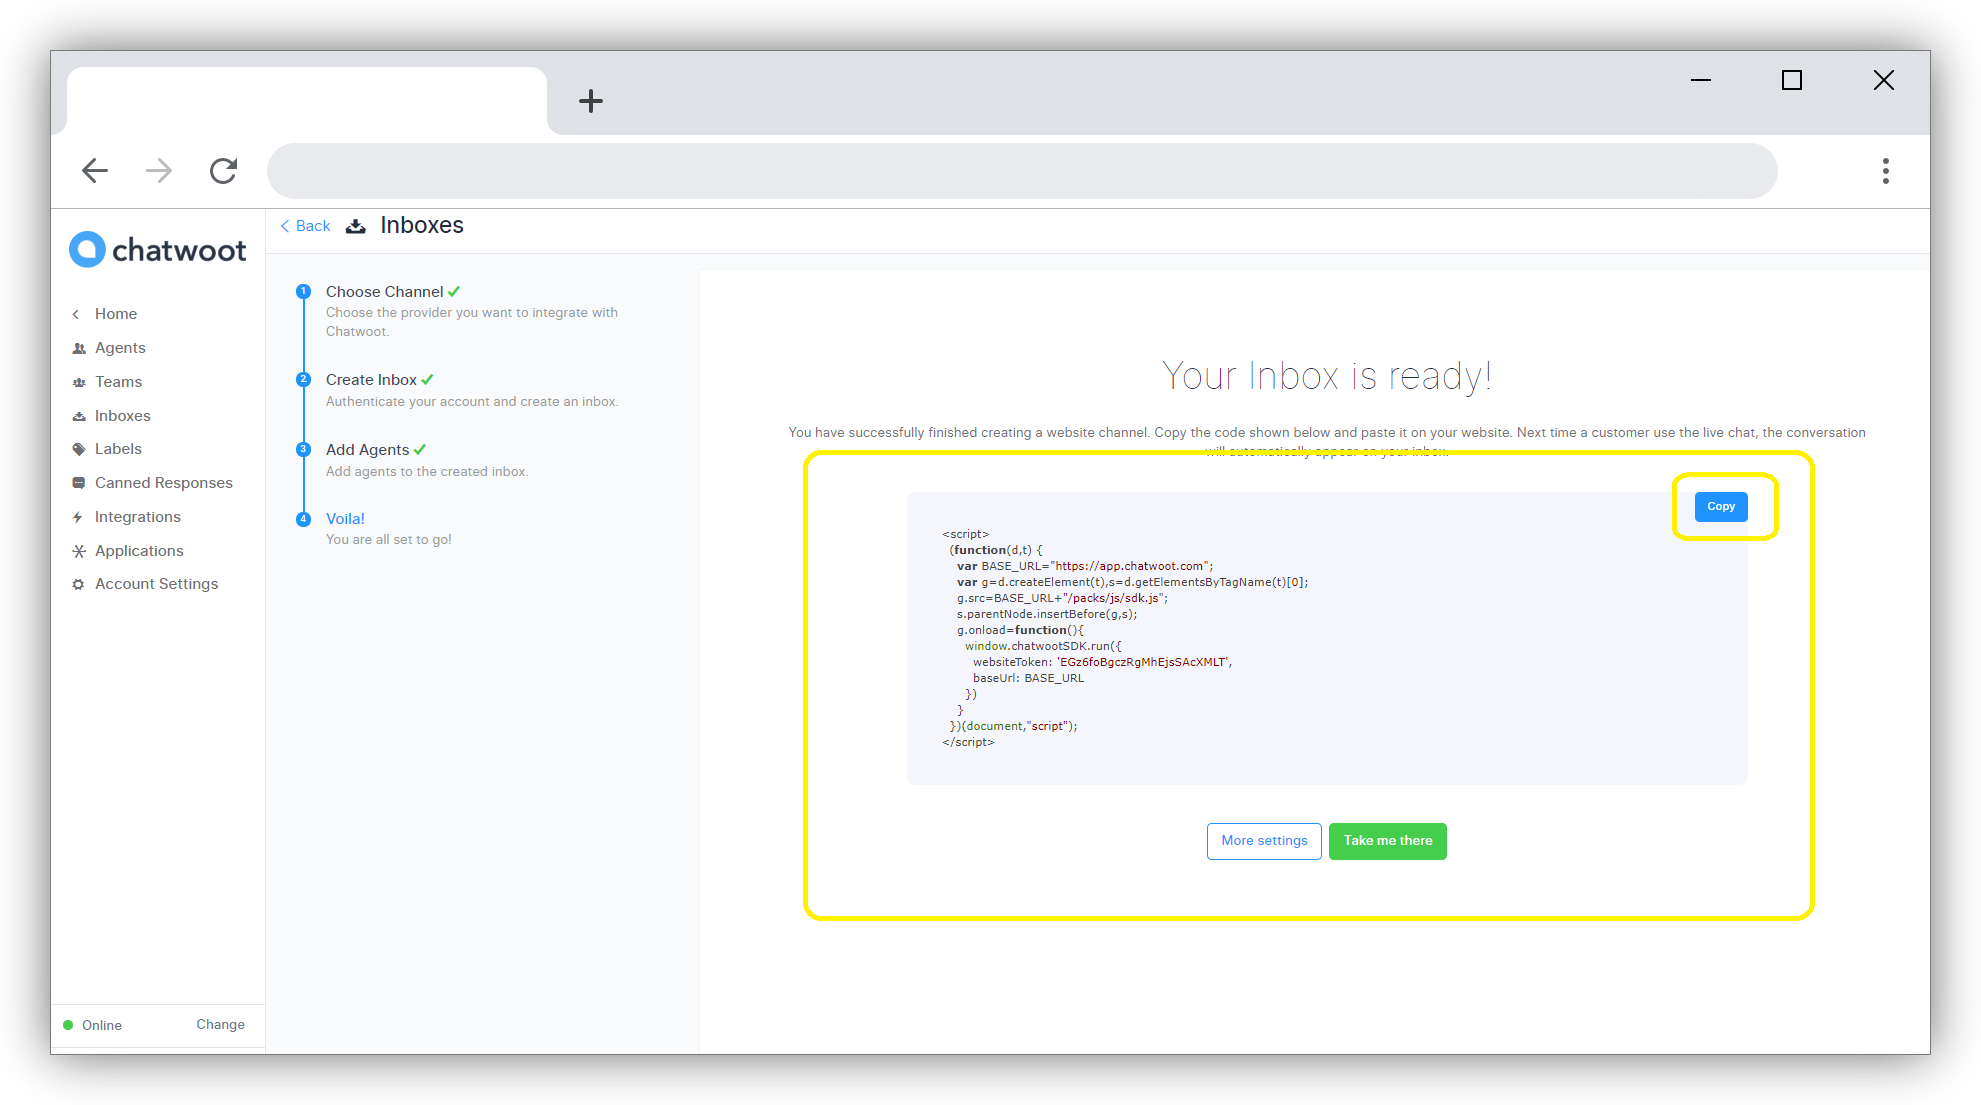 chatwoot
Home
Agents
Teams
Inboxes
Labels
Canned Responses
Integrations
Applications
Account Settings
Online Change
Back Inboxes
1 Choose Channel
Choose the provider you want to integrate with
Chatwoot.
2 Create Inbox
Authenticate your account and create an inbox.
3 Add Agents
Add agents to the created inbox.
4 Voila!
You are all set to go!
Your Inbox is ready!
You have successfully finished creating a website channel. Copy the code shown below and paste it on your website. Next time a customer use the live chat, the conversation
will automatically appear on your inbox.
Copy
<script>
(function(d,t) {
var BASE_URL="https://app.chatwoot.com";
var g=d.createElement(t),s=d.getElementsByTagName(t)[0];
g.src=BASE_URL+"/packs/js/sdk.js";
s.parentNode.insertBefore(g,s);
g.onload=function(){
window.chatwootSDK.run({
websiteToken: 'EGz6foBgczRgMhEjsSAcXMLT',
baseUrl: BASE_URL
})
}
})(document,"script");
</script>
More settings Take me there